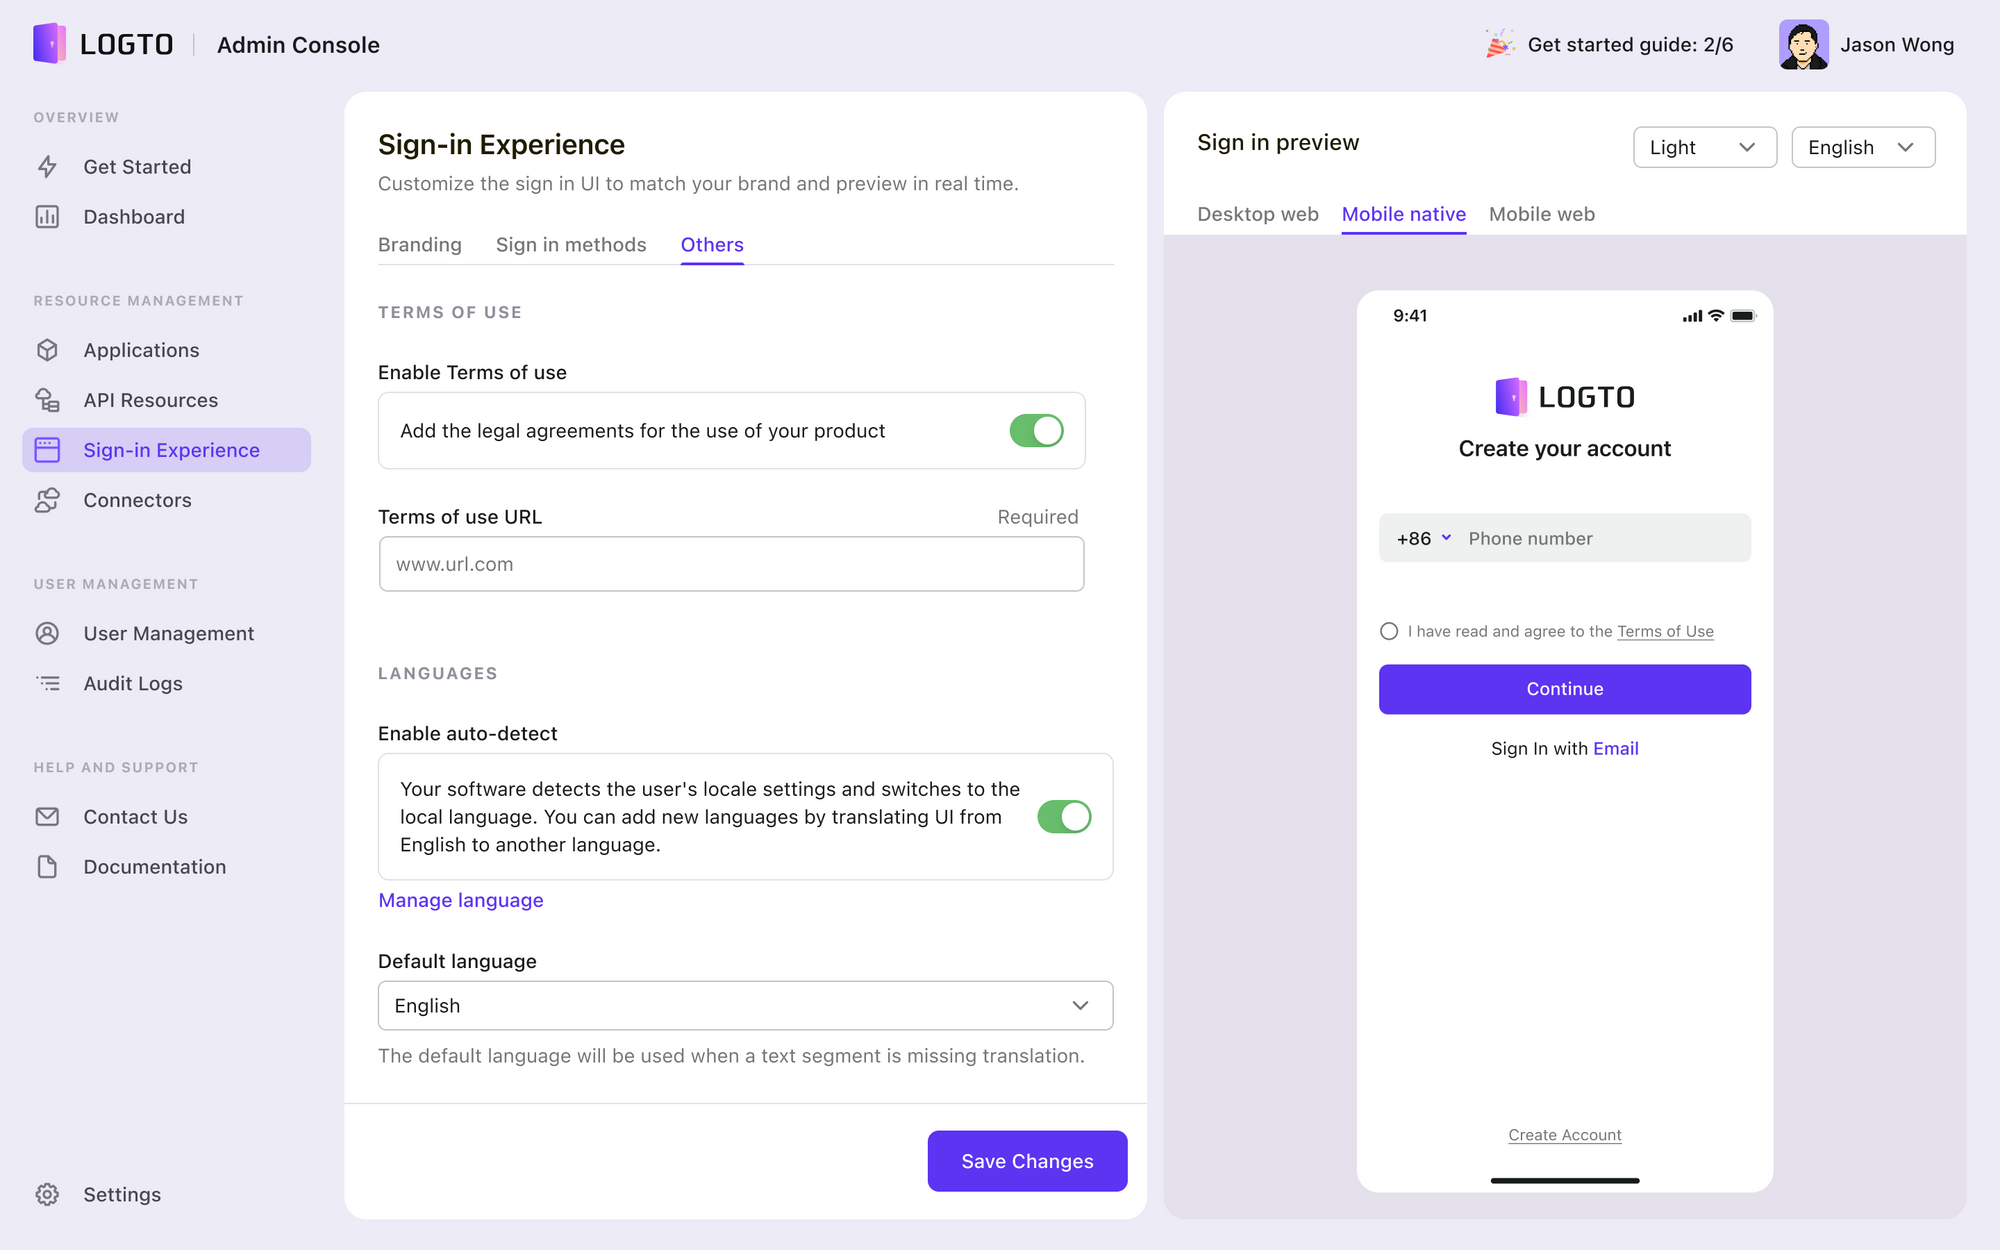 LOGTO
Admin Console
Get started guide: 2/6
Jason Wong
OVERVIEW
Get Started
Dashboard
RESOURCE MANAGEMENT
Applications
API Resources
Sign-in Experience
Connectors
USER MANAGEMENT
User Management
Audit Logs
HELP AND SUPPORT
Contact Us
Documentation
Settings
Sign-in Experience
Customize the sign in UI to match your brand and preview in real time.
Branding
Sign in methods
Others
TERMS OF USE
Enable Terms of use
Add the legal agreements for the use of your product
Terms of use URL
Required
www.url.com
LANGUAGES
Enable auto-detect
Your software detects the user's locale settings and switches to the
local language. You can add new languages by translating UI from
English to another language.
Manage language
Default language
English
The default language will be used when a text segment is missing translation.
Save Changes
Sign in preview
Light
English
Desktop web
Mobile native
Mobile web
9:41
LOGTO
Create your account
+86
Phone number
I have read and agree to the Terms of Use
Continue
Sign In with Email
Create Account